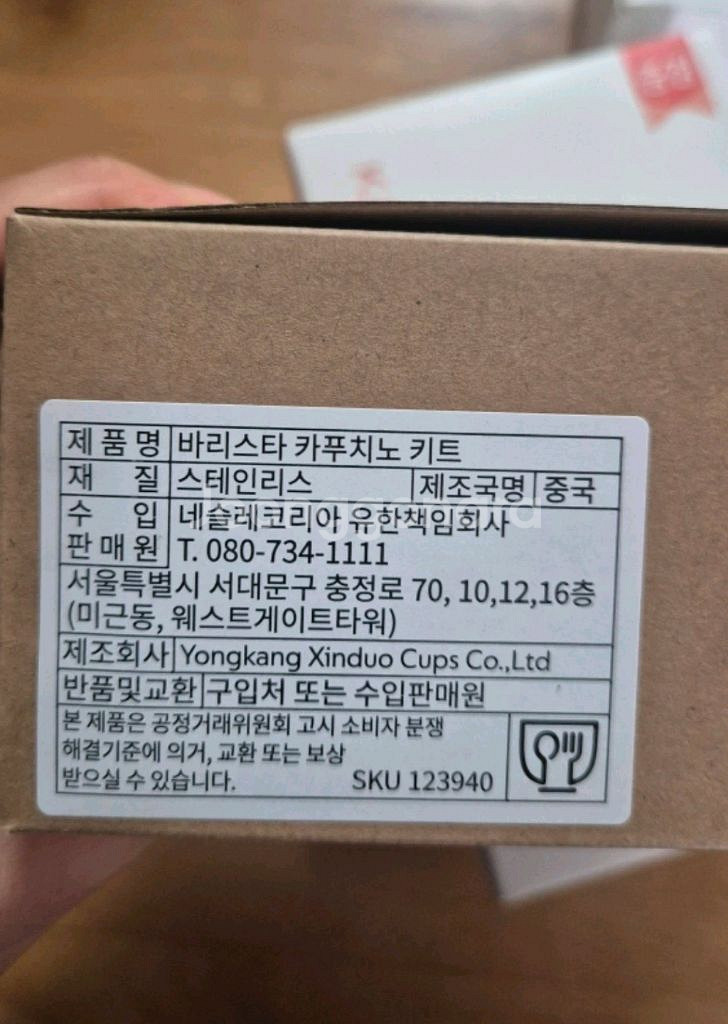 제 품 명 바리스타 카푸치노 키트
재 질 스테인리스 제조국명 중국
수 입 네슬레코리아 유한책임회사
판 매 원 T. 080-734-1111
서울특별시 서대문구 충정로 70, 10,12,16층
(미근동, 웨스트게이트타워)
제조회사 Yongkang Xinduo Cups Co.,Ltd
반품및교환 구입처 또는 수입판매원
본 제품은 공정거래위원회 고시 소비자 분쟁
해결기준에 의거, 교환 또는 보상
받으실 수 있습니다. SKU 123940